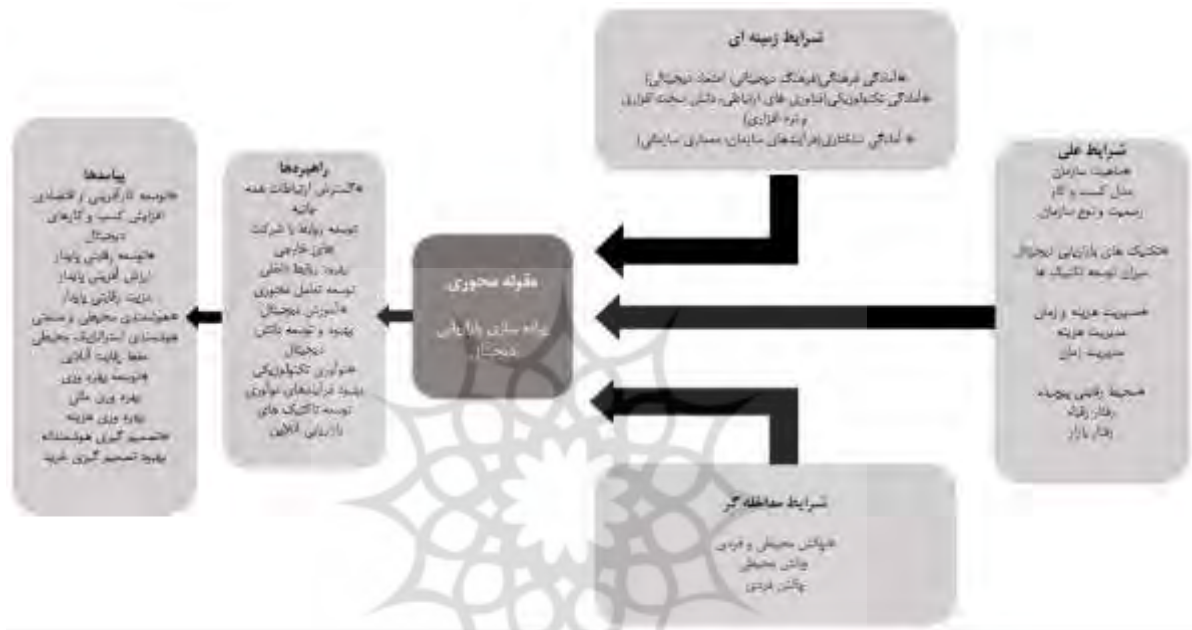 شرایط زمینه ای
*آمادگی فرهنگی(فرهنگ دیجیتالی، اعتماد دیجیتالی)
*آمادگی تکنولوژیکی(فناوری های ارتباطی، دانش سخت افزاری
و نرم افزاری)
* آمادگی ساختاری(فرآیندهای سازمان، معماری سازمانی)
شرایط علی
*ماهیت سازمان
مدل کسب و کار
رسمیت و نوع سازمان
*تکنیک های بازاریابی دیجیتال
میزان توسعه تکنیک ها
*مدیریت هزینه و زمان
مدیریت هزینه
مدیریت زمان
*محیط رقابتی پیچیده
رفتار رقبا
رفتار بازار
مقوله محوری
پیاده سازی بازاریابی
دیجیتال
شرایط مداخله گر
*چالش محیطی و فردی
چالش محیطی
چالش فردی
راهبردها
*گسترش ارتباطات همه
جانبه
توسعه روابط با شرکت
های خارجی
بهبود روابط داخلی
توسعه تعامل محوری
*آموزش دیجیتال
بهبود و توسعه دانش
دیجیتال
*نوآوری تکنولوژیکی
بهبود فرآیندهای نوآوری
توسعه تاکتیک های
بازاریابی آنلاین
پیامدها
*توسعه کارآفرینی و اقتصادی
افزایش کسب و کارهای
دیجیتال
*توسعه رقابتی پایدار
ارزش آفرینی پایدار
مزیت رقابتی پایدار
*هوشمندی محیطی و صنعتی
هوشمندی استراتژیک محیطی
رقابت آنلاین
*توسعه بهره وری
بهره وری مالی
بهره وری هزینه
*تصمیم گیری هوشمندانه
بهبود تصمیم گیری خرید